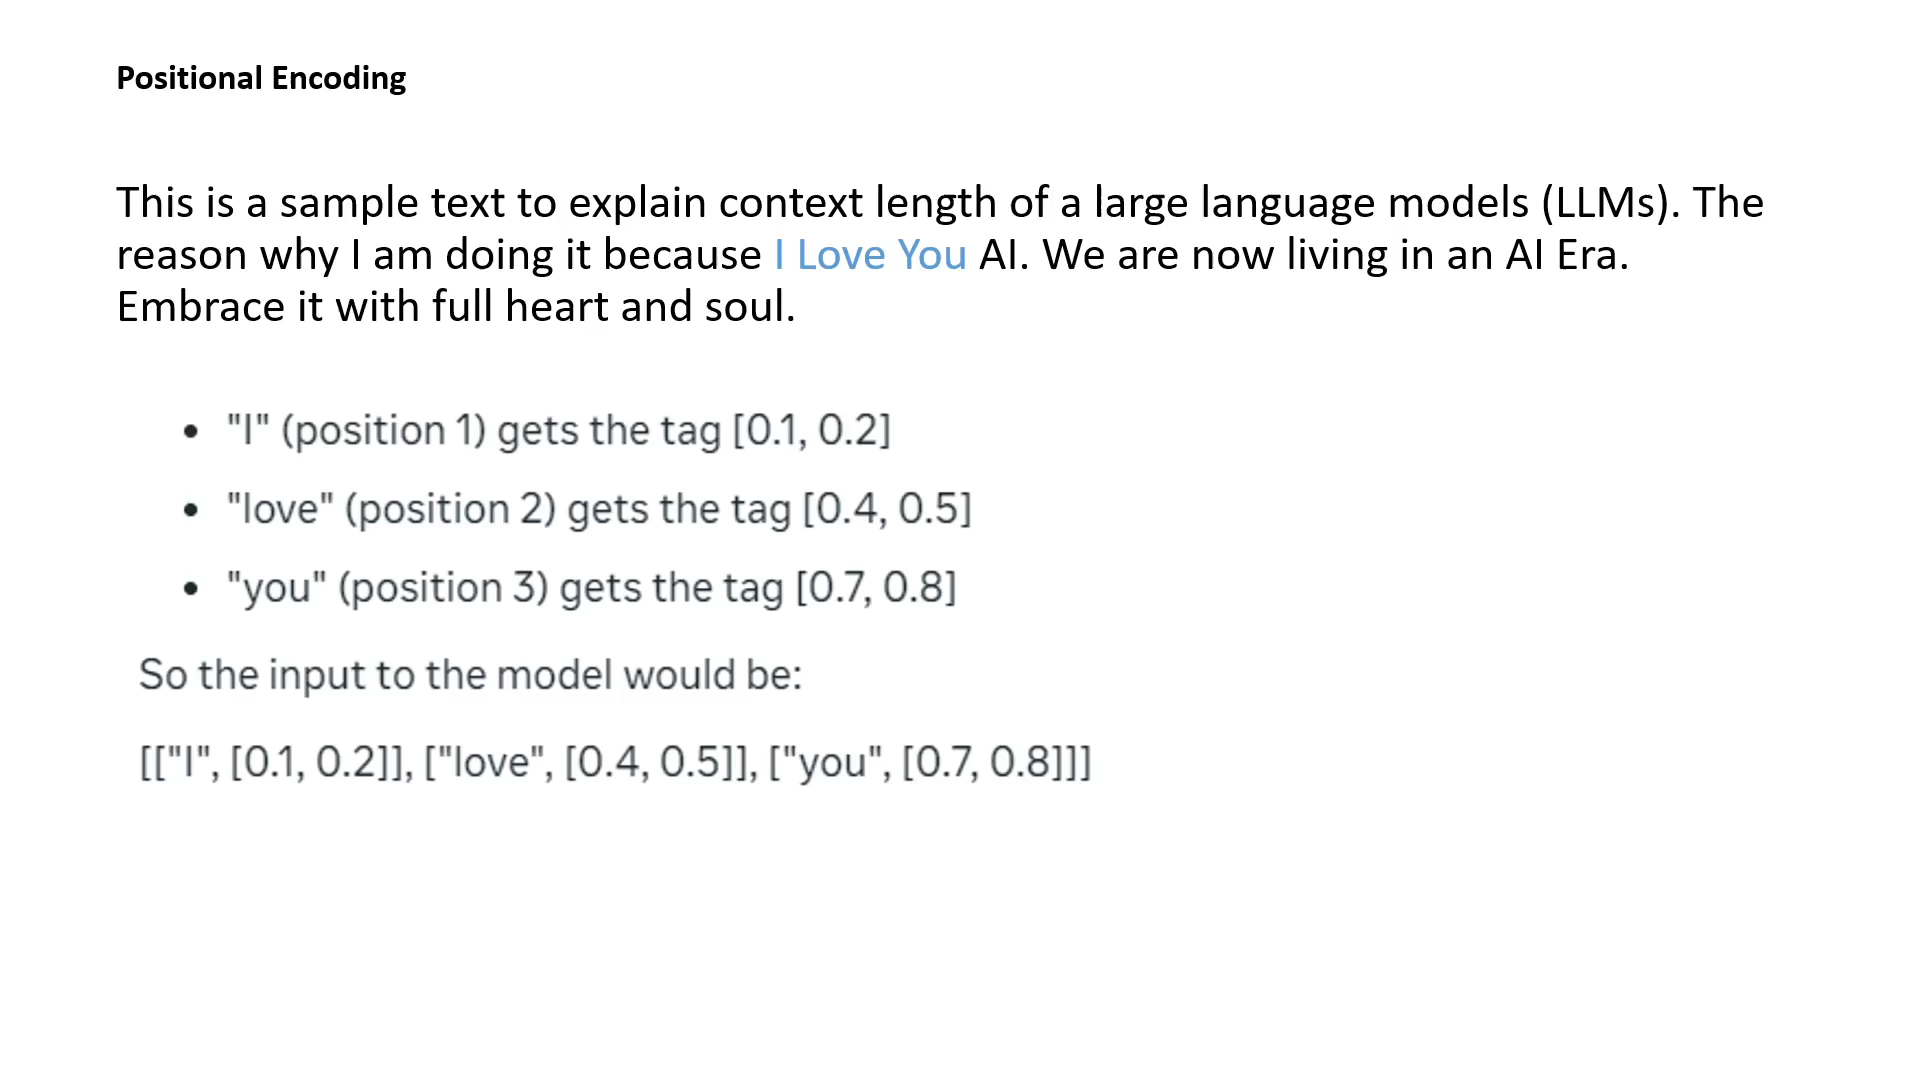 Positional Encoding
This is a sample text to explain context length of a large language models (LLMs). The
reason why I am doing it because I Love You AI. We are now living in an AI Era.
Embrace it with full heart and soul.
• "I" (position 1) gets the tag [0.1, 0.2]
• "love" (position 2) gets the tag [0.4, 0.5]
• "you" (position 3) gets the tag [0.7, 0.8]
So the input to the model would be:
[["I", [0.1, 0.2]], ["love", [0.4, 0.5]], ["you", [0.7, 0.8]]]